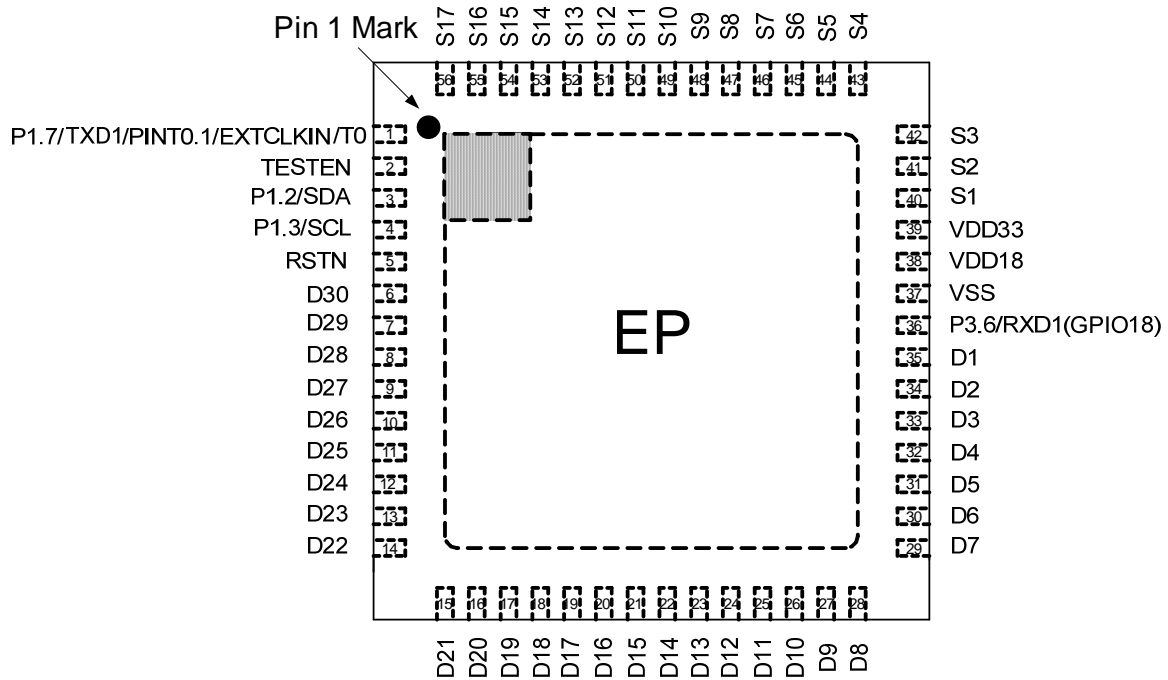 Pin 1 Mark
S17 S16 S15 S14 S13 S12 S11 S10 S9 S8 S7 S6 S5 S4
56 55 54 53 52 51 50 49 48 47 46 45 44 43
P1.7/TXD1/PINT0.1/EXTCLKIN/T0 1 42 S3
TESTEN 2 41 S2
P1.2/SDA 3 40 S1
P1.3/SCL 4 39 VDD33
RSTN 5 38 VDD18
D30 6 37 VSS
D29 7 36 P3.6/RXD1(GPIO18)
D28 8 35 D1
D27 9 34 D2
D26 10 33 D3
D25 11 32 D4
D24 12 31 D5
D23 13 30 D6
D22 14 29 D7
EP
15 16 17 18 19 20 21 22 23 24 25 26 27 28
D21 D20 D19 D18 D17 D16 D15 D14 D13 D12 D11 D10 D9 D8